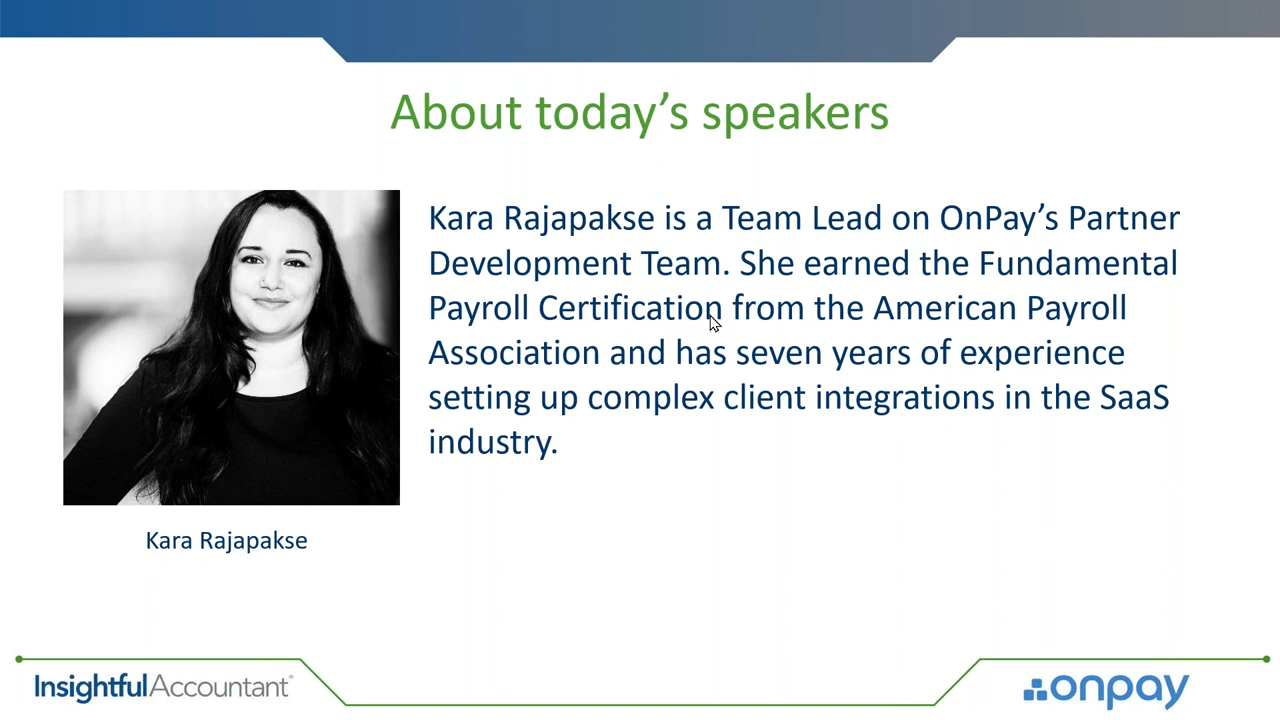 About today’s speakers
Kara Rajapakse is a Team Lead on OnPay’s Partner
Development Team. She earned the Fundamental
Payroll Certification from the American Payroll
Association and has seven years of experience
setting up complex client integrations in the SaaS
industry.
Kara Rajapakse
InsightfulAccountant®
onpay